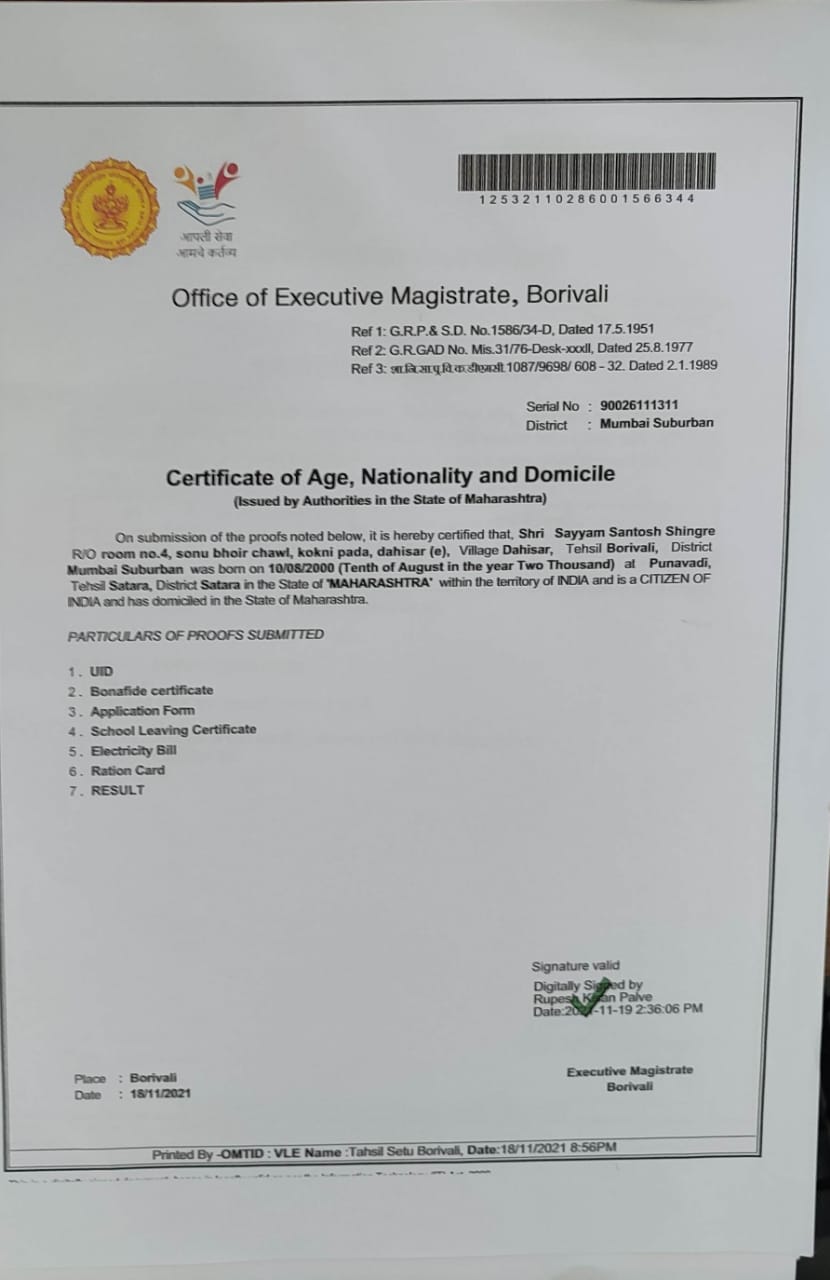 आपली सेवा
आमचे कर्तव्य
12532110286001566344
Office of Executive Magistrate, Borivali
Ref 1: G.R.P.& S.D. No.1586/34-D, Dated 17.5.1951
Ref 2: G.R.GAD No. Mis.31/76-Desk-xxxII, Dated 25.8.1977
Ref 3: 1087/9698/ 608 - 32. Dated 2.1.1989
Serial No : 90026111311
District : Mumbai Suburban
Certificate of Age, Nationality and Domicile
(Issued by Authorities in the State of Maharashtra)
On submission of the proofs noted below, it is hereby certified that, Shri Sayyam Santosh Shingre
R/O room no.4, sonu bhoir chawl, kokni pada, dahisar (e), Village Dahisar, Tehsil Borivali, District
Mumbai Suburban was born on 10/08/2000 (Tenth of August in the year Two Thousand) at Punavadi,
Tehsil Satara, District Satara in the State of "MAHARASHTRA" within the territory of INDIA and is a CITIZEN OF
INDIA and has domiciled in the State of Maharashtra.
PARTICULARS OF PROOFS SUBMITTED
1. UID
2. Bonafide certificate
3. Application Form
4. School Leaving Certificate
5. Electricity Bill
6. Ration Card
7. RESULT
Signature valid
Digitally Signed by
Rupesh Palve
Date:2021-11-19 2:36:06 PM
Place : Borivali
Date : 18/11/2021
Executive Magistrate
Borivali
Printed By -OMTID : VLE Name :Tahsil Setu Borivali, Date:18/11/2021 8:56PM